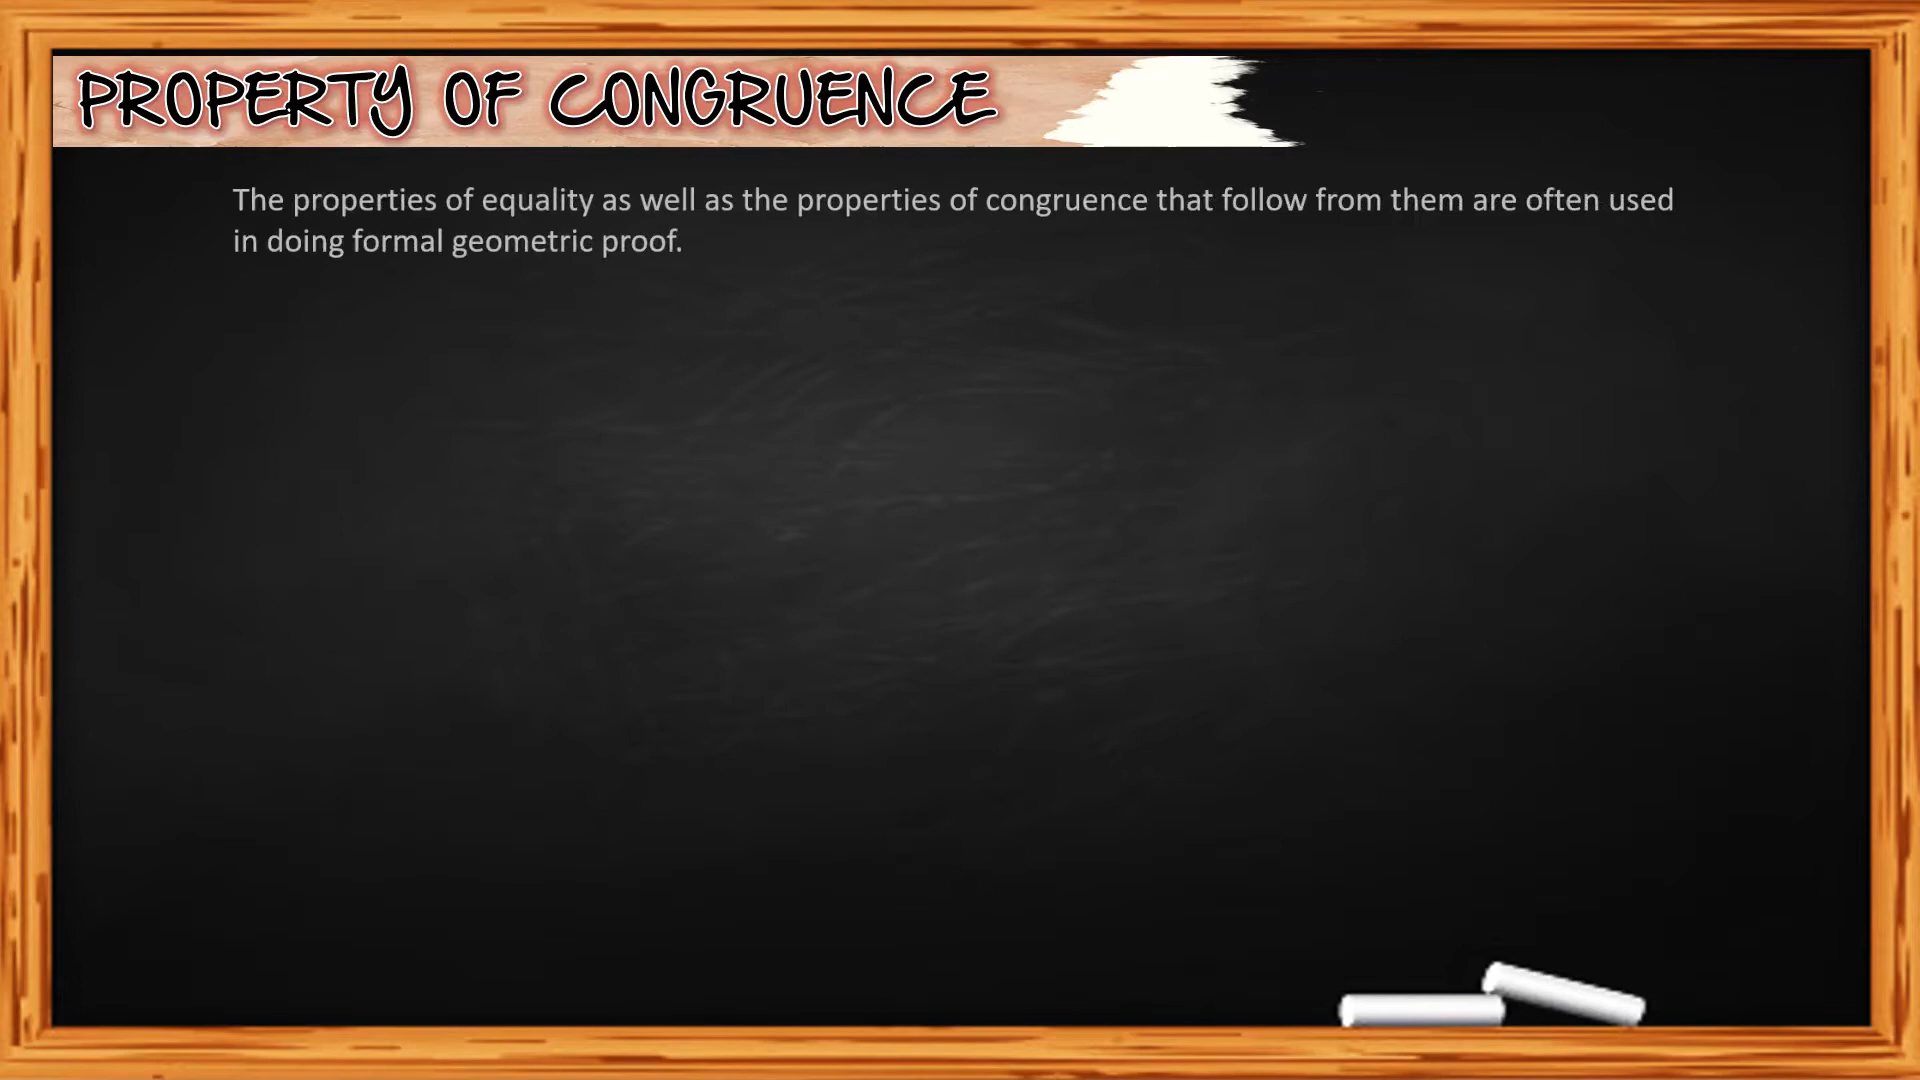 PROPERTY OF CONGRUENCE
The properties of equality as well as the properties of congruence that follow from them are often used
in doing formal geometric proof.